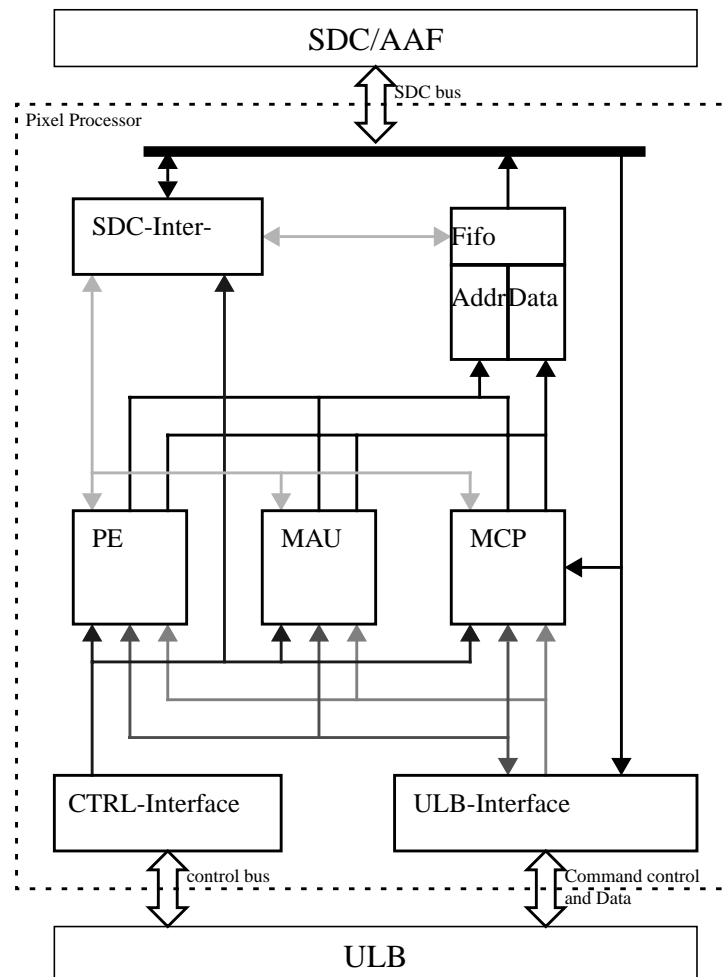 SDC/AAF
SDC bus
Pixel Processor
SDC-Inter-
Fifo
Addr
Data
PE
MAU
MCP
CTRL-Interface
ULB-Interface
control bus
Command control
and Data
ULB